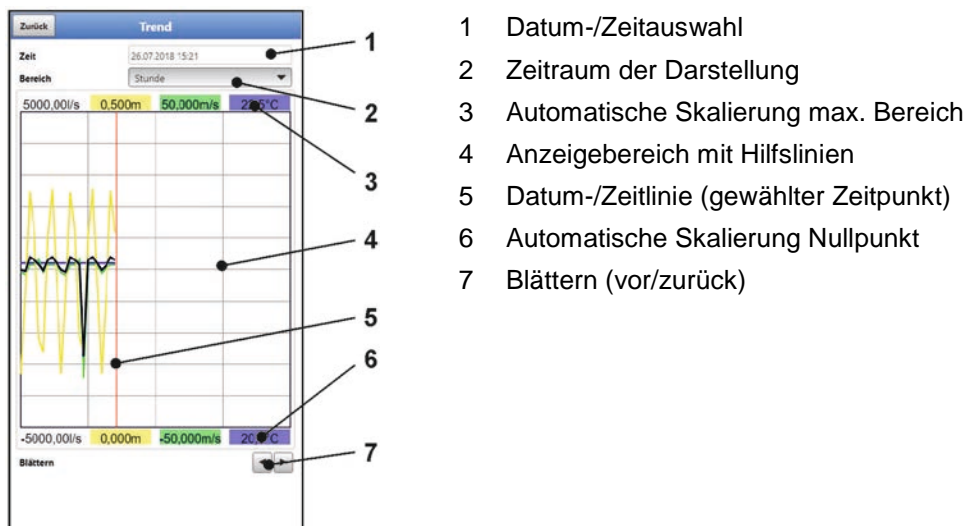 Zurück Trend
Zeit 26.07.2018 15:21
Bereich Stunde
5000,00l/s 0,500m 50,000m/s
-5000,00l/s 0,000m -50,000m/s
Blättern
1
2
3
4
5
6
7
1 Datum-/Zeitauswahl
2 Zeitraum der Darstellung
3 Automatische Skalierung max. Bereich
4 Anzeigebereich mit Hilfslinien
5 Datum-/Zeitlinie (gewählter Zeitpunkt)
6 Automatische Skalierung Nullpunkt
7 Blättern (vor/zurück)